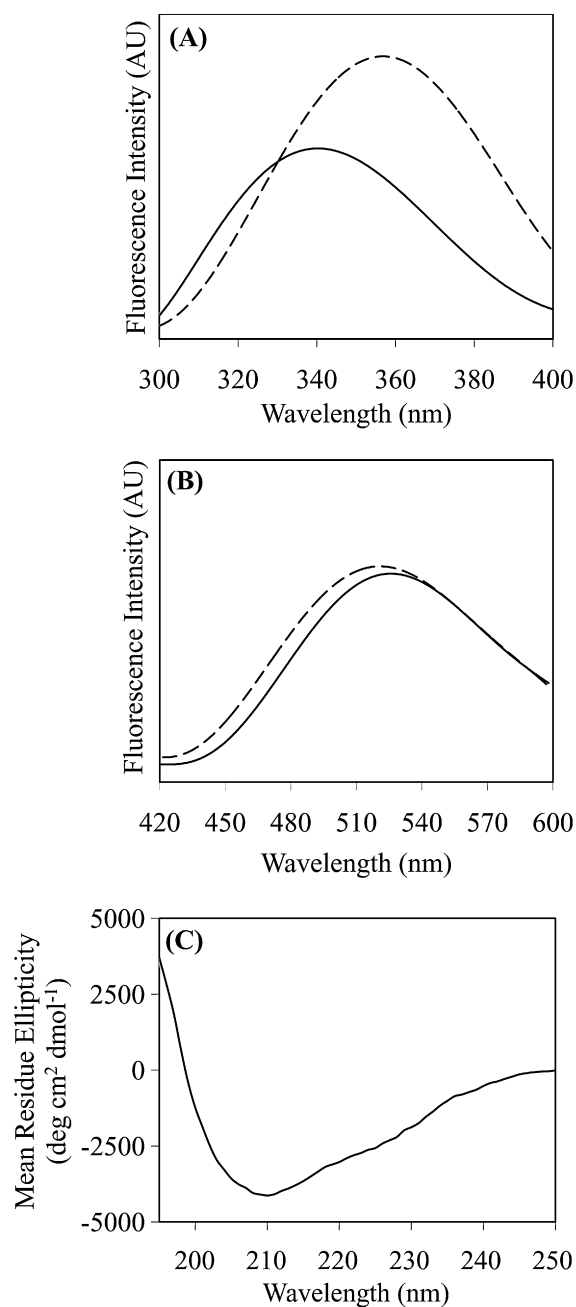 (A)
Fluorescence Intensity (AU)
300 320 340 360 380 400
Wavelength (nm)
(B)
Fluorescence Intensity (AU)
420 450 480 510 540 570 600
Wavelength (nm)
(C)
Mean Residue Ellipticity
(deg cm² dmol⁻¹)
5000
2500
0
-2500
-5000
200 210 220 230 240 250
Wavelength (nm)